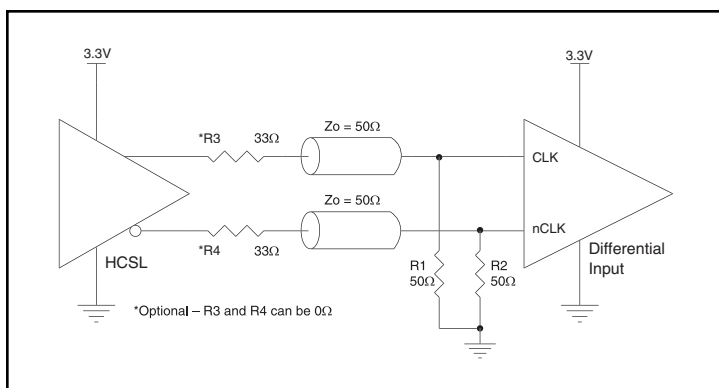 3.3V
3.3V
*R3 33Ω
Zo = 50Ω
CLK
Zo = 50Ω
nCLK
*R4 33Ω
HCSL
R1
50Ω
R2
50Ω
Differential
Input
*Optional – R3 and R4 can be 0Ω